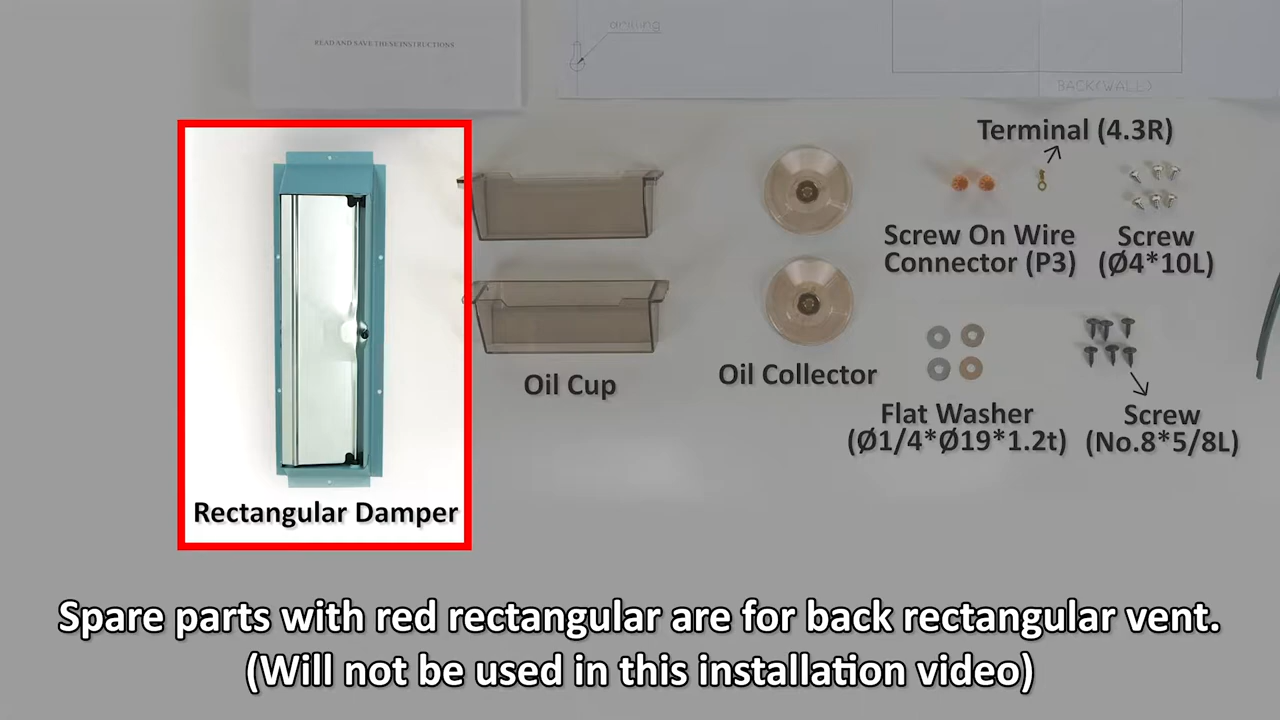 drilling
READ AND SAVE THESE INSTRUCTIONS
BACK(WALL)
Terminal (4.3R)
Screw On Wire
Connector (P3)
Screw
(Ø4*10L)
Oil Cup
Oil Collector
Flat Washer
(Ø1/4*Ø19*1.2t)
Screw
(No.8*5/8L)
Rectangular Damper
Spare parts with red rectangular are for back rectangular vent.
(Will not be used in this installation video)